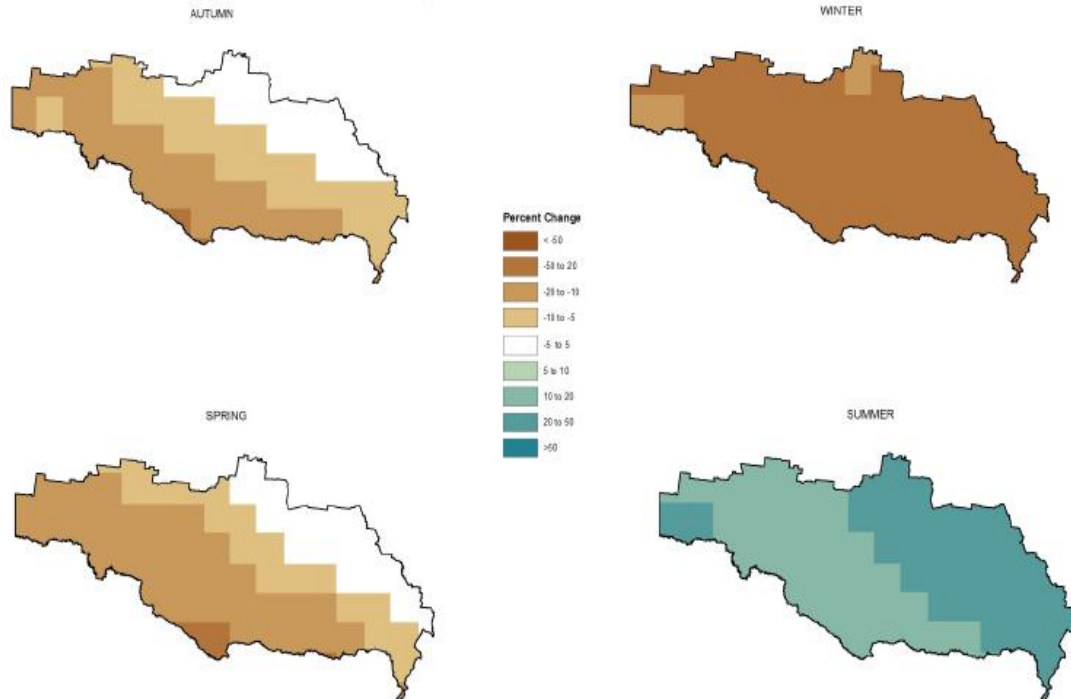 AUTUMN
WINTER
Percent Change
< -50
-50 to 20
-20 to -10
-10 to -5
-5 to 5
5 to 10
10 to 20
20 to 50
>50
SPRING
SUMMER